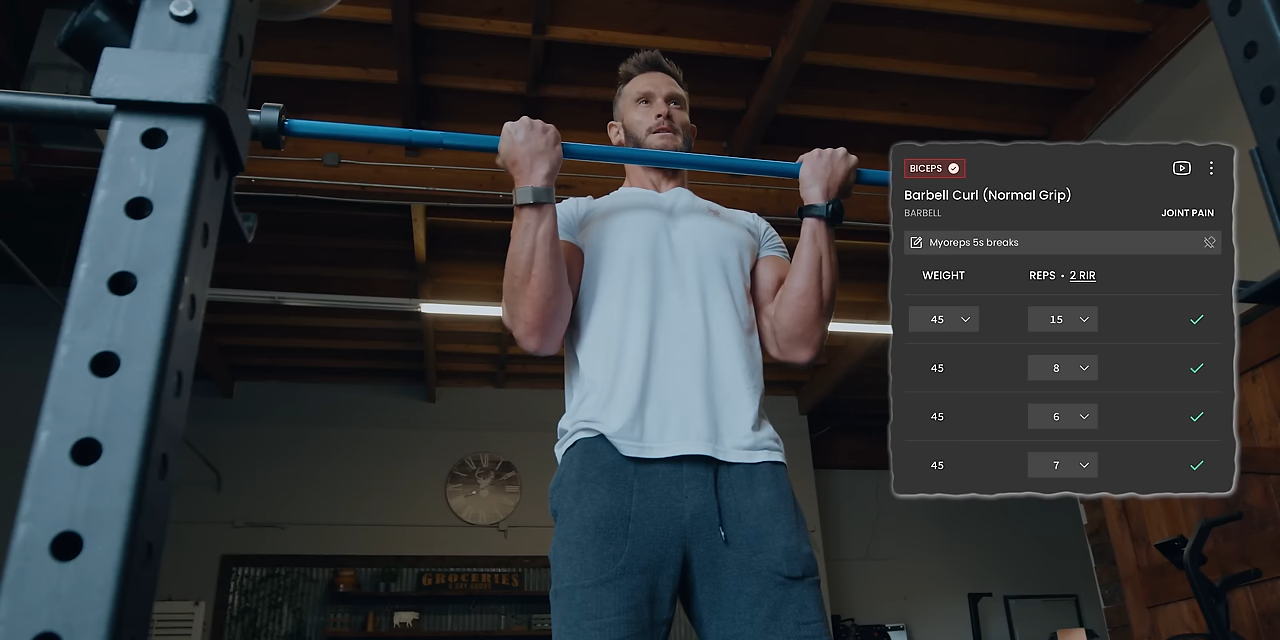 BICEPS
Barbell Curl (Normal Grip)
BARBELL
JOINT PAIN
Myoreps 5s breaks
WEIGHT REPS • 2 RIR
45 15
45 8
45 6
45 7
GROCERIES